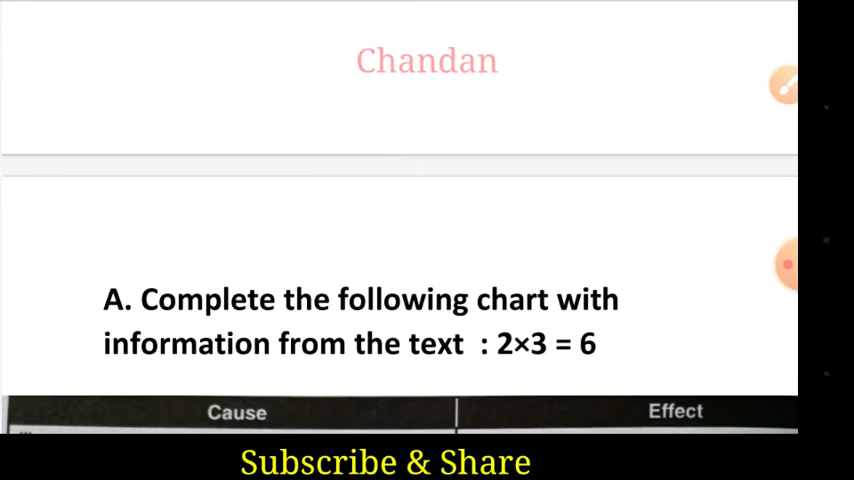 Chandan
A. Complete the following chart with
information from the text : 2×3 = 6
Cause Effect
Subscribe & Share